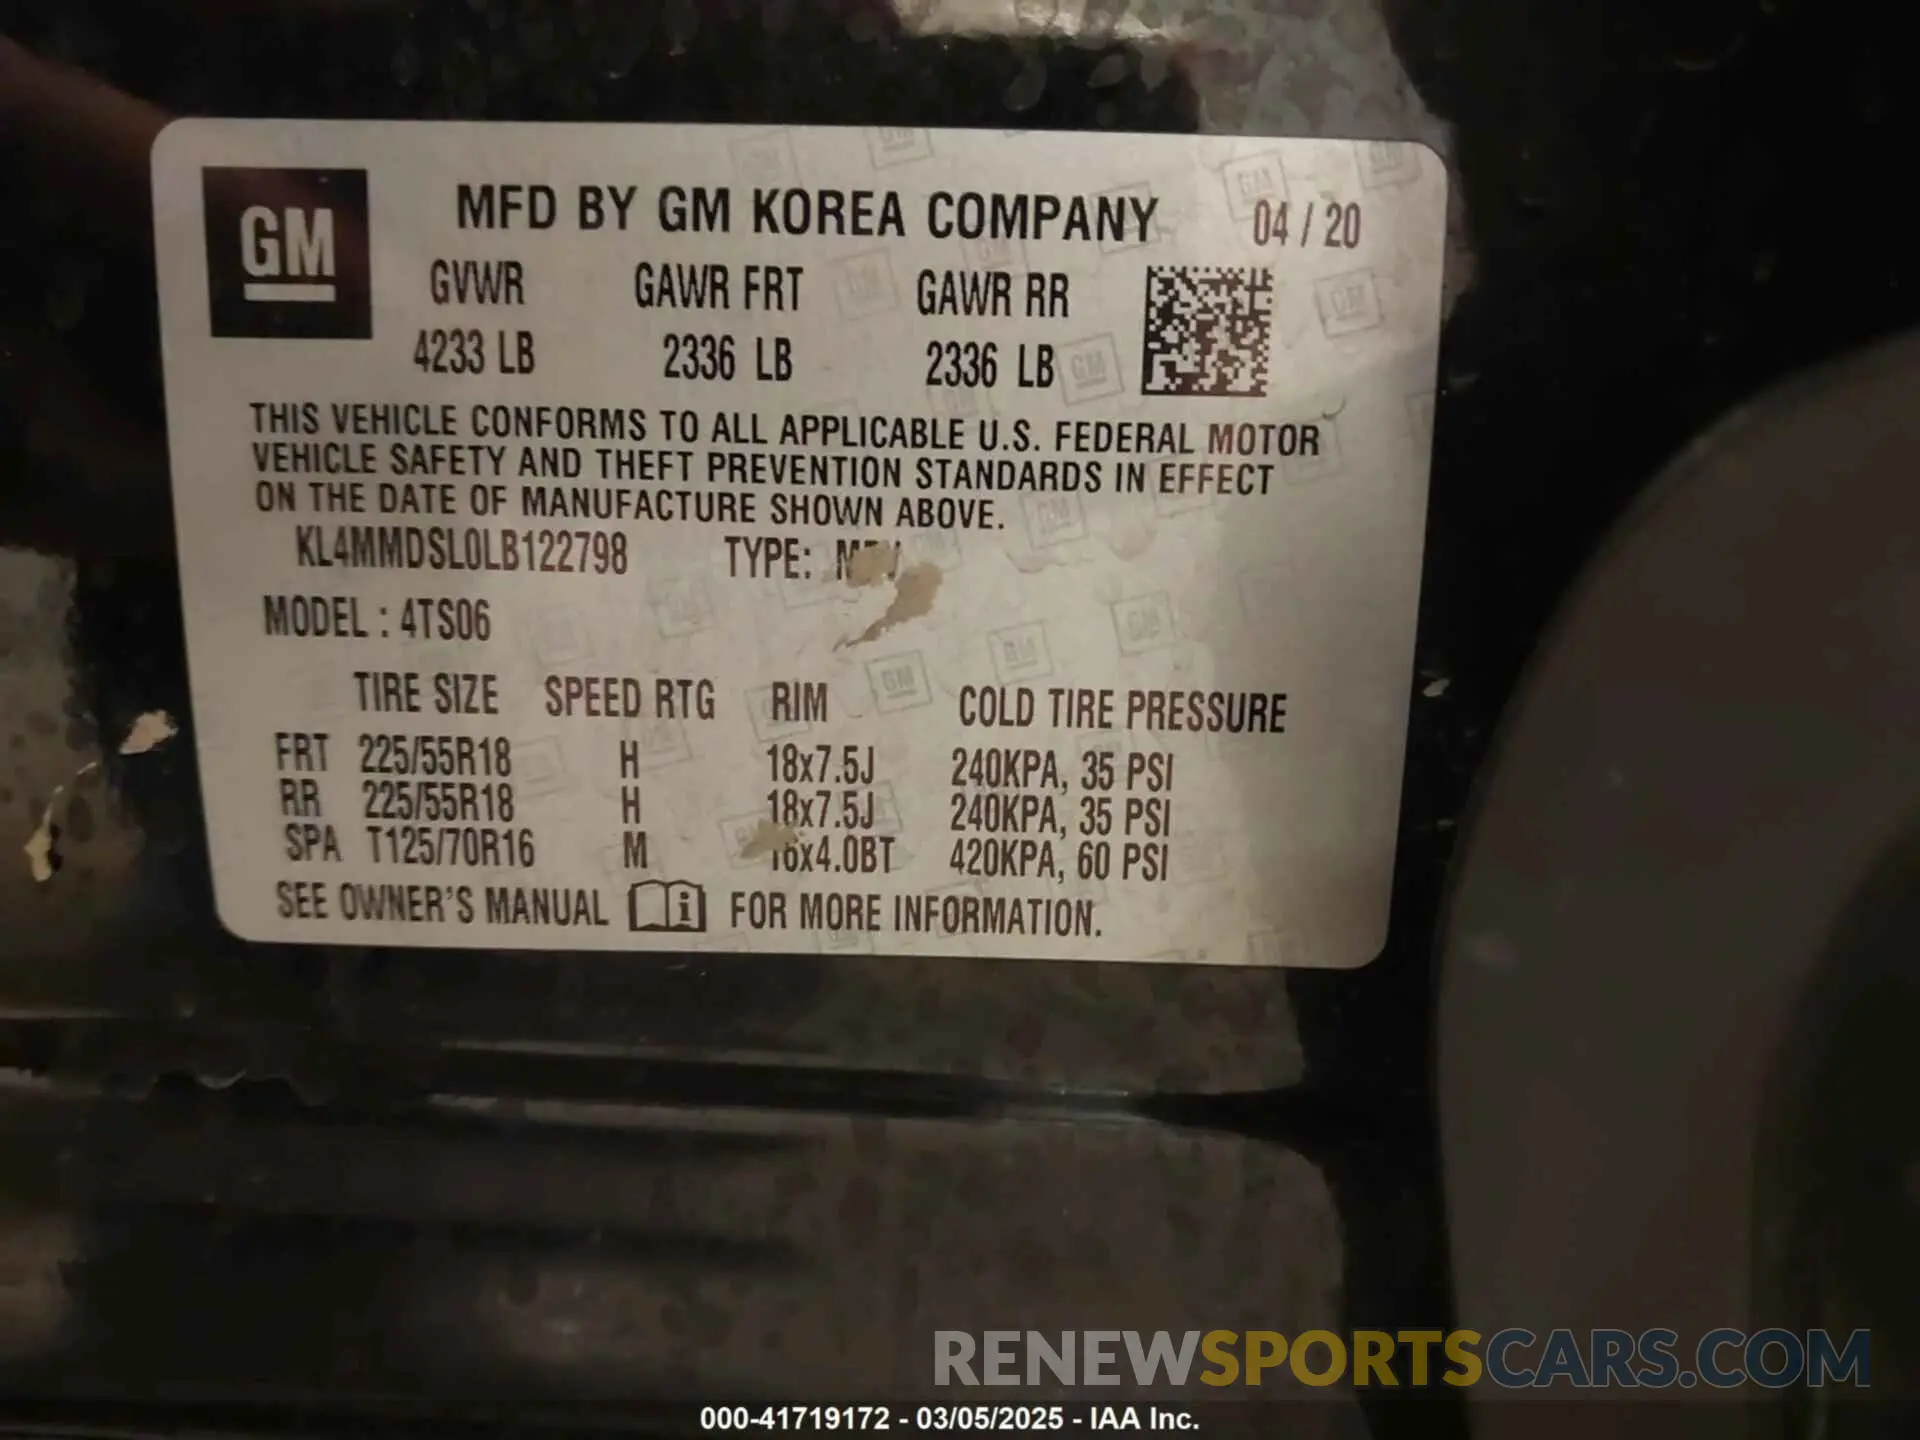 GM
MFD BY GM KOREA COMPANY 04 / 20
GVWR GAWR FRT GAWR RR
4233 LB 2336 LB 2336 LB
THIS VEHICLE CONFORMS TO ALL APPLICABLE U.S. FEDERAL MOTOR
VEHICLE SAFETY AND THEFT PREVENTION STANDARDS IN EFFECT
ON THE DATE OF MANUFACTURE SHOWN ABOVE.
KL4MMDSL0LB122798 TYPE:
MODEL : 4TS06
TIRE SIZE SPEED RTG RIM COLD TIRE PRESSURE
FRT 225/55R18 H 18x7.5J 240KPA, 35 PSI
RR 225/55R18 H 18x7.5J 240KPA, 35 PSI
SPA T125/70R16 M 16x4.0BT 420KPA, 60 PSI
SEE OWNER'S MANUAL i FOR MORE INFORMATION.
RENEWSPORTSCARS.COM
000-41719172 - 03/05/2025 - IAA Inc.